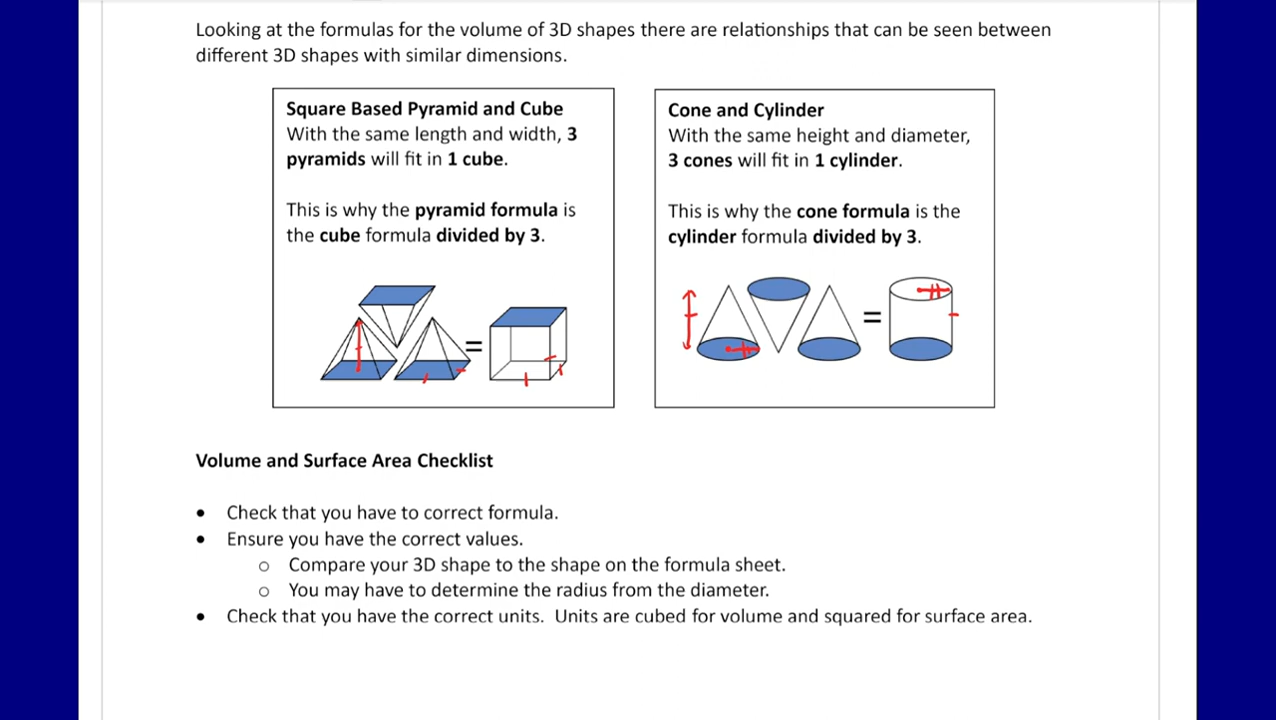 Looking at the formulas for the volume of 3D shapes there are relationships that can be seen between
different 3D shapes with similar dimensions.
Square Based Pyramid and Cube
With the same length and width, 3
pyramids will fit in 1 cube.
This is why the pyramid formula is
the cube formula divided by 3.
=
Cone and Cylinder
With the same height and diameter,
3 cones will fit in 1 cylinder.
This is why the cone formula is the
cylinder formula divided by 3.
=
Volume and Surface Area Checklist
• Check that you have to correct formula.
• Ensure you have the correct values.
o Compare your 3D shape to the shape on the formula sheet.
o You may have to determine the radius from the diameter.
• Check that you have the correct units.  Units are cubed for volume and squared for surface area.